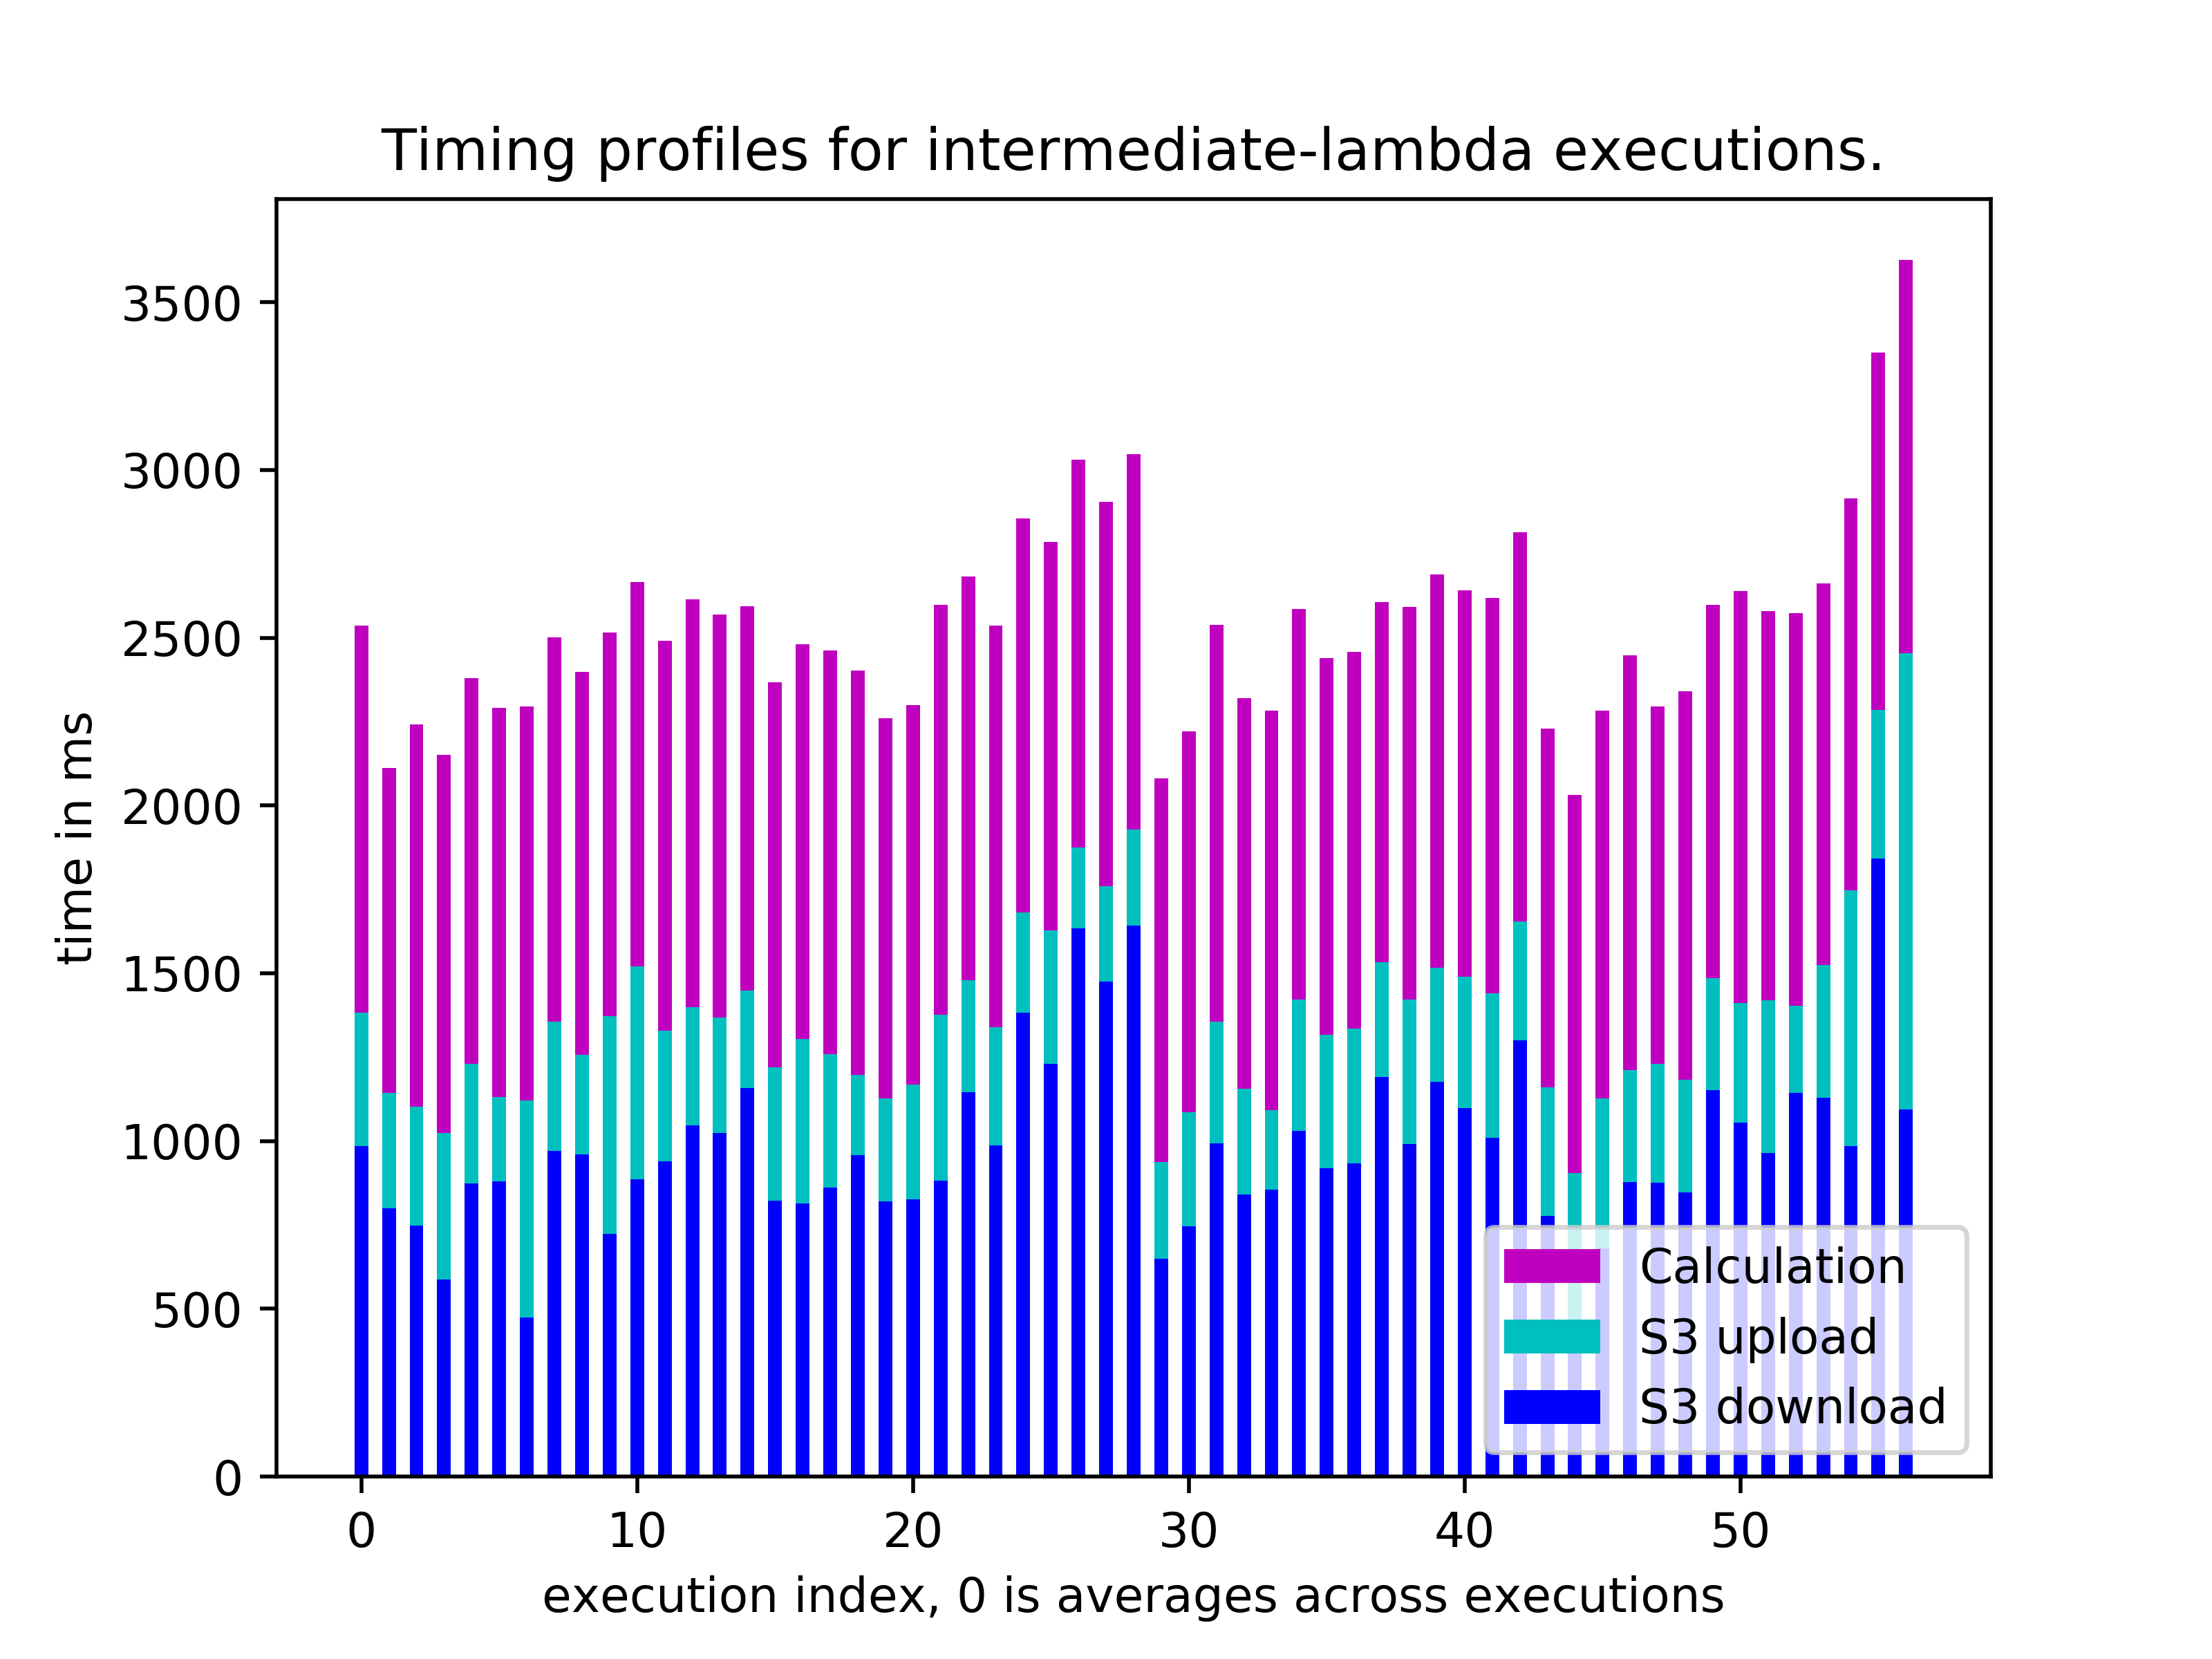 Timing profiles for intermediate-lambda executions.
3500
3000
2500
2000
1500
1000
500
0
time in ms
Calculation
S3 upload
S3 download
0 10 20 30 40 50
execution index, 0 is averages across executions